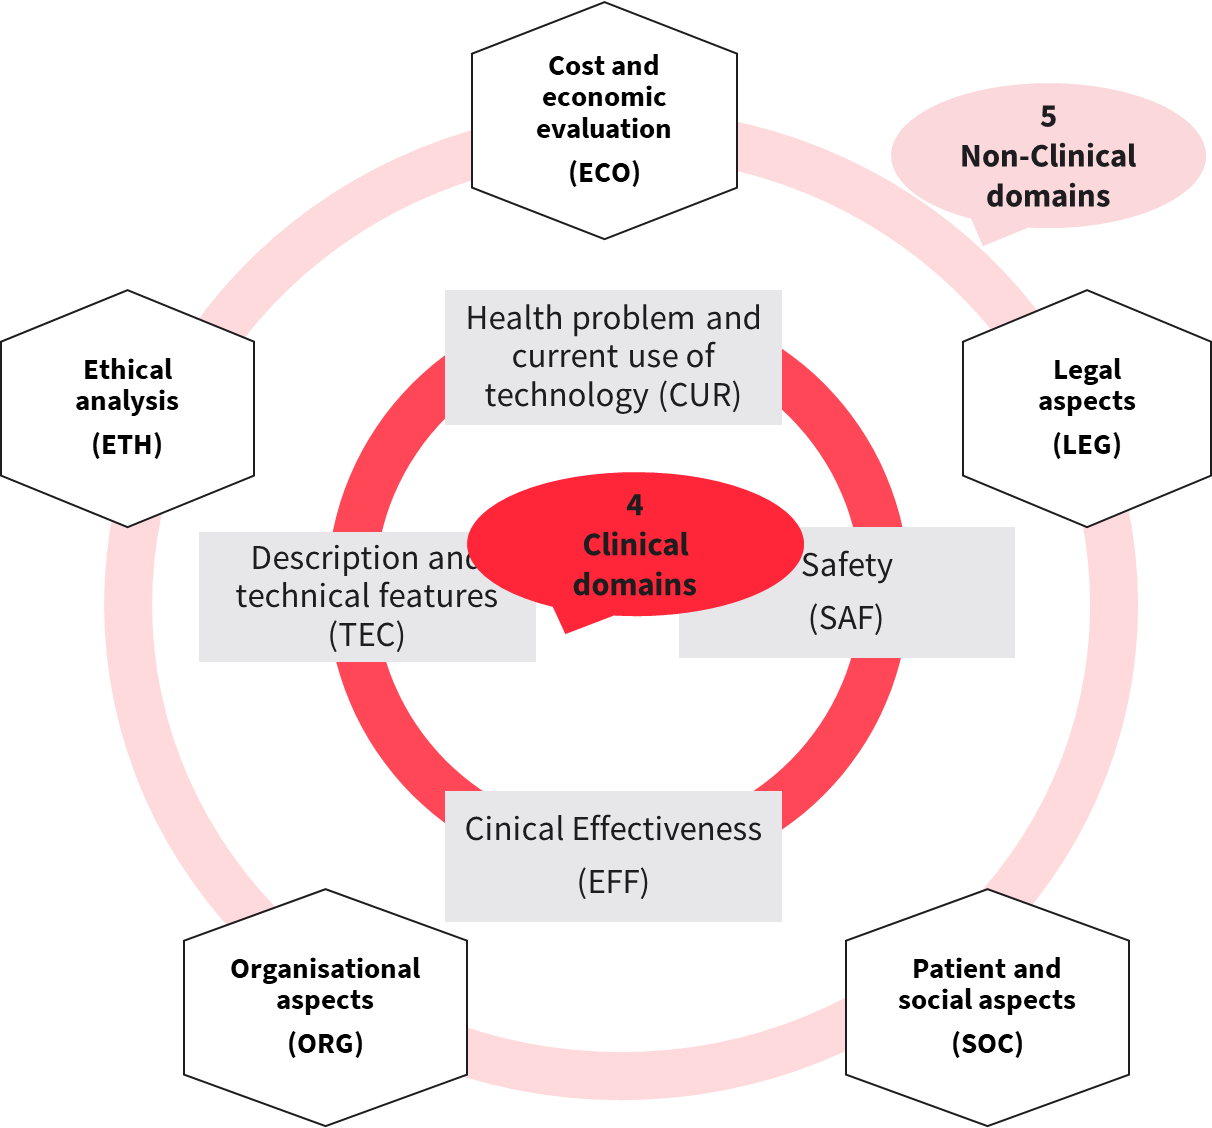 Cost and
economic
evaluation
(ECO)
5
Non-Clinical
domains
Health problem and
current use of
technology (CUR)
Ethical
analysis
(ETH)
Legal
aspects
(LEG)
4
Clinical
domains
Description and
technical features
(TEC)
Safety
(SAF)
Cinical Effectiveness
(EFF)
Organisational
aspects
(ORG)
Patient and
social aspects
(SOC)